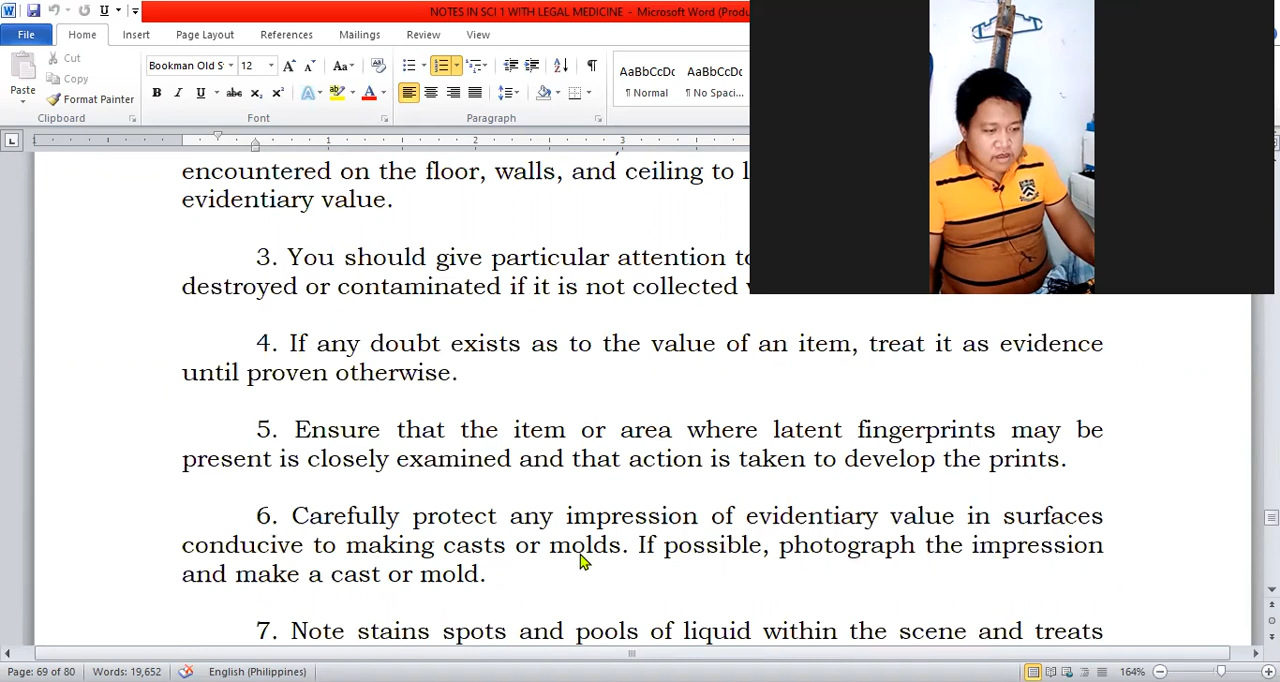 NOTES IN SCI 1 WITH LEGAL MEDICINE - Microsoft Word (Produ
File Home Insert Page Layout References Mailings Review View
Cut
Copy
Paste
Format Painter
Bookman Old S 12
AaBbCcDc AaBbCcDc
¶ Normal ¶ No Spaci...
Clipboard Font Paragraph
1 2 3
encountered on the floor, walls, and ceiling to l
evidentiary value.
3. You should give particular attention to
destroyed or contaminated if it is not collected
4. If any doubt exists as to the value of an item, treat it as evidence
until proven otherwise.
5. Ensure that the item or area where latent fingerprints may be
present is closely examined and that action is taken to develop the prints.
6. Carefully protect any impression of evidentiary value in surfaces
conducive to making casts or molds. If possible, photograph the impression
and make a cast or mold.
7. Note stains spots and pools of liquid within the scene and treats
Page: 69 of 80 Words: 19,652 English (Philippines) 164%